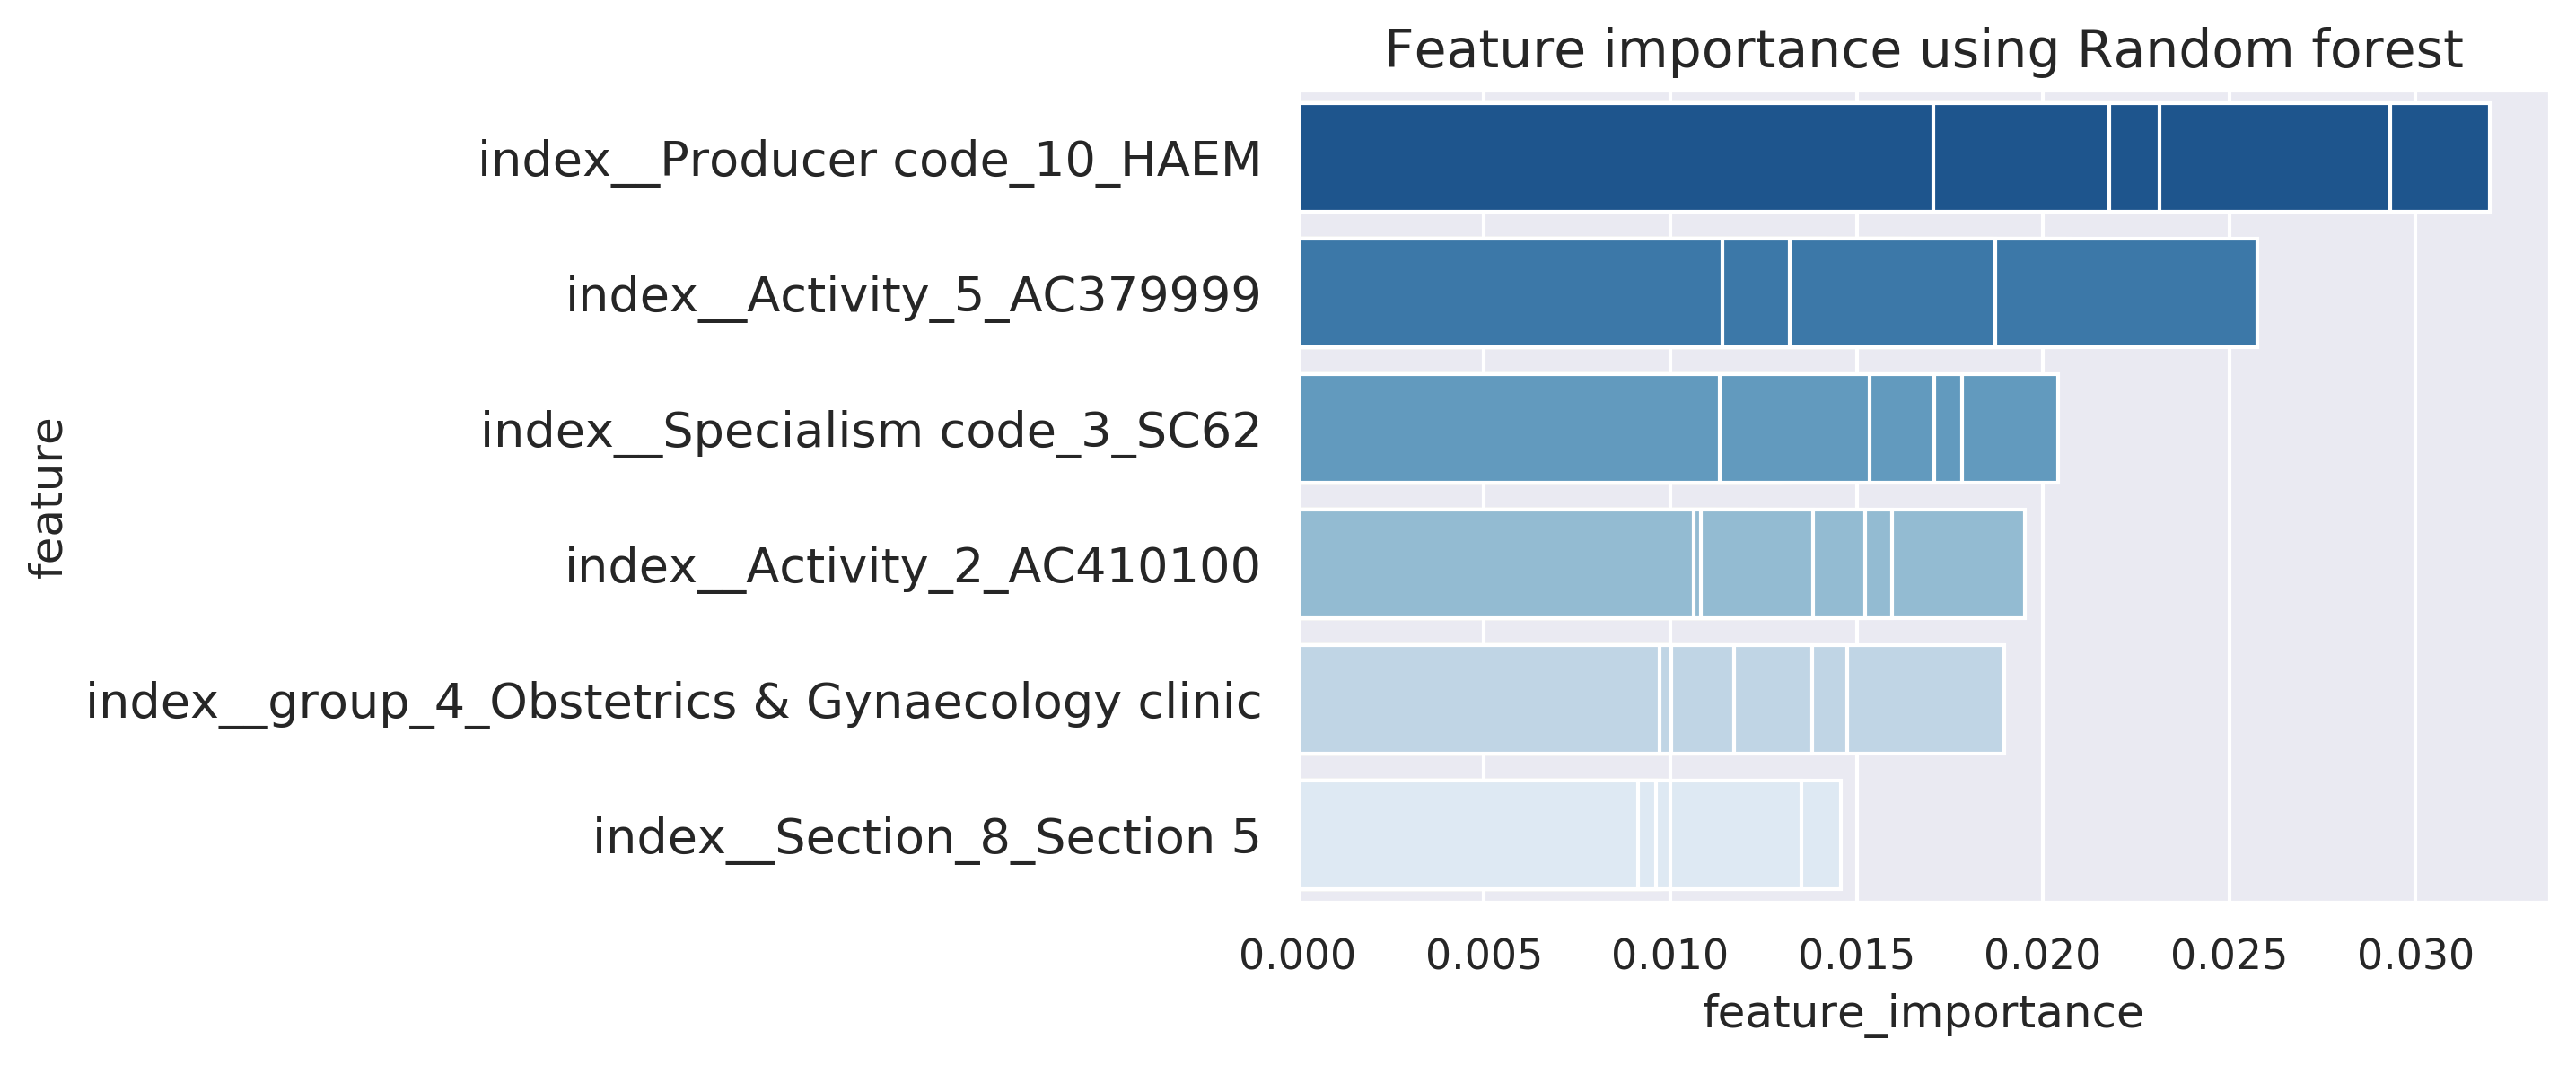 Feature importance using Random forest
index__Producer code_10_HAEM
index__Activity_5_AC379999
index__Specialism code_3_SC62
index__Activity_2_AC410100
index__group_4_Obstetrics & Gynaecology clinic
index__Section_8_Section 5
feature
0.000 0.005 0.010 0.015 0.020 0.025 0.030
feature_importance